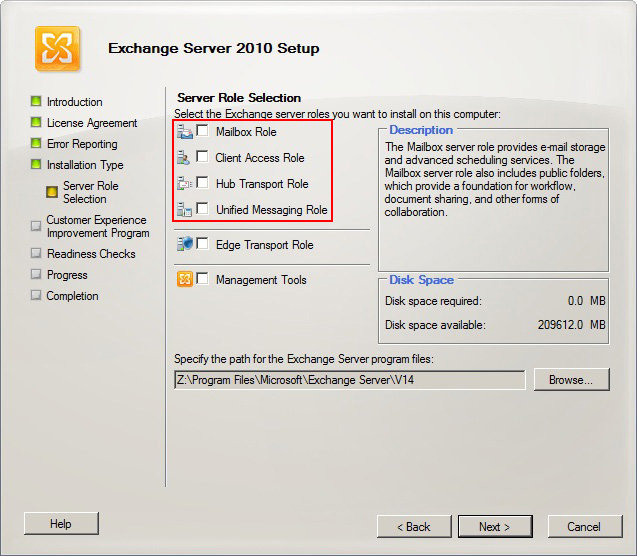 Exchange Server 2010 Setup
Introduction
License Agreement
Error Reporting
Installation Type
Server Role
Selection
Customer Experience
Improvement Program
Readiness Checks
Progress
Completion
Server Role Selection
Select the Exchange server roles you want to install on this computer:
Mailbox Role
Client Access Role
Hub Transport Role
Unified Messaging Role
Edge Transport Role
Management Tools
Description
The Mailbox server role provides e-mail storage
and advanced scheduling services. The
Mailbox server role also includes public folders,
which provide a foundation for workflow,
document sharing, and other forms of
collaboration.
Disk Space
Disk space required: 0.0 MB
Disk space available: 209612.0 MB
Specify the path for the Exchange Server program files:
Z:\Program Files\Microsoft\Exchange Server\V14
Browse...
Help
< Back
Next >
Cancel